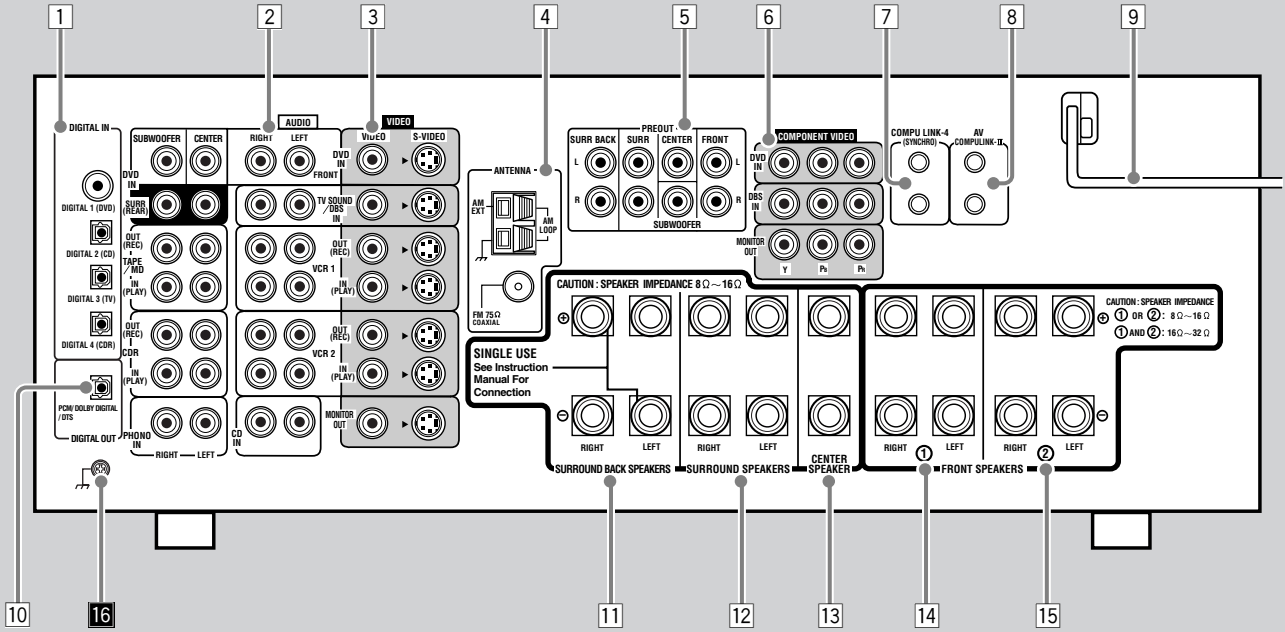 1
2
3
4
5
6
7
8
9
DIGITAL IN
DIGITAL 1 (DVD)
DIGITAL 2 (CD)
DIGITAL 3 (TV)
DIGITAL 4 (CDR)
PCM/ DOLBY DIGITAL
/ DTS
DIGITAL OUT
AUDIO
SUBWOOFER
CENTER
RIGHT
LEFT
DVD
IN
SURR
(REAR)
FRONT
TV SOUND
/DBS
IN
OUT
(REC)
TAPE
/MD
IN
(PLAY)
OUT
(REC)
CDR
IN
(PLAY)
PHONO
IN
RIGHT
LEFT
CD
IN
VIDEO
VIDEO
S-VIDEO
DVD
IN
OUT
(REC)
VCR 1
IN
(PLAY)
OUT
(REC)
VCR 2
IN
(PLAY)
MONITOR
OUT
ANTENNA
AM
EXT
AM
LOOP
FM 75Ω
COAXIAL
PREOUT
SURR BACK
SURR
CENTER
FRONT
L
L
R
R
SUBWOOFER
COMPONENT VIDEO
DVD
IN
DBS
IN
MONITOR
OUT
Y
PB
PR
COMPU LINK-4
(SYNCHRO)
AV
COMPULINK-II
CAUTION : SPEAKER IMPEDANCE 8Ω~16Ω
SINGLE USE
See Instruction
Manual For
Connection
⊕
⊖
RIGHT
LEFT
SURROUND BACK SPEAKERS
RIGHT
LEFT
SURROUND SPEAKERS
CENTER
SPEAKER
RIGHT
LEFT
①
FRONT SPEAKERS
RIGHT
LEFT
②
⊕
⊖
CAUTION : SPEAKER IMPEDANCE
① OR ② : 8Ω~16Ω
① AND ② : 16Ω~32Ω
10
16
11
12
13
14
15